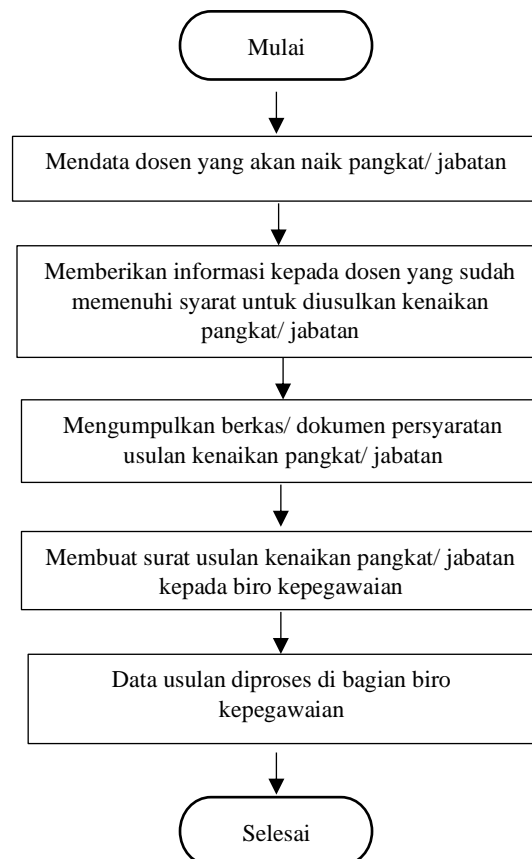 Mulai
Mendata dosen yang akan naik pangkat/ jabatan
Memberikan informasi kepada dosen yang sudah
memenuhi syarat untuk diusulkan kenaikan
pangkat/ jabatan
Mengumpulkan berkas/ dokumen persyaratan
usulan kenaikan pangkat/ jabatan
Membuat surat usulan kenaikan pangkat/ jabatan
kepada biro kepegawaian
Data usulan diproses di bagian biro
kepegawaian
Selesai